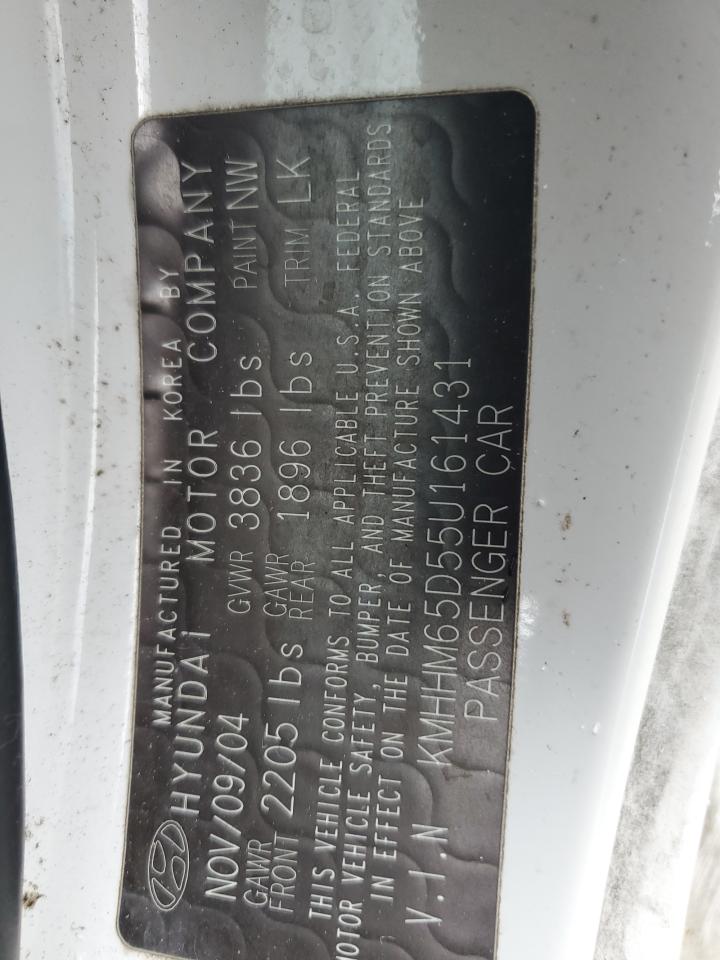 MANUFACTURED IN KOREA BY
HYUNDAI MOTOR COMPANY
NOV/09/04 GVWR 3836 lbs PAINT NW
GAWR FRONT 2205 lbs GAWR REAR 1896 lbs TRIM LK
THIS VEHICLE CONFORMS TO ALL APPLICABLE U.S.A. FEDERAL
MOTOR VEHICLE SAFETY, BUMPER, AND THEFT PREVENTION STANDARDS
IN EFFECT ON THE DATE OF MANUFACTURE SHOWN ABOVE
V.I.N KMHHM65D55U161431
PASSENGER CAR